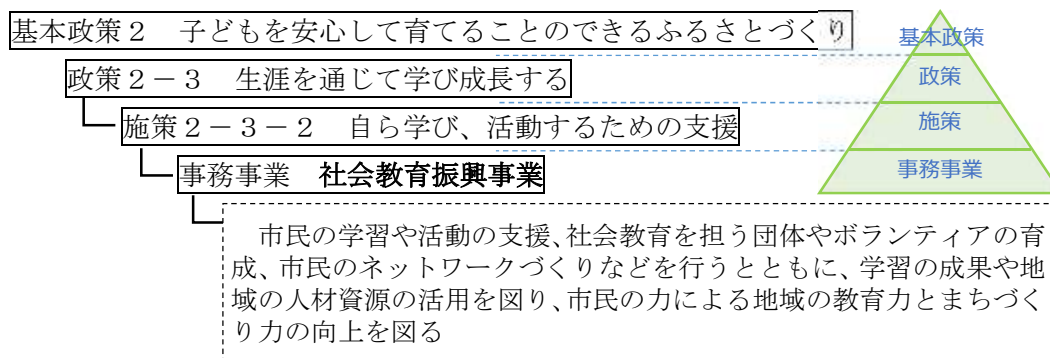 基本政策２　子どもを安心して育てることのできるふるさとづくり
政策２－３　生涯を通じて学び成長する
施策２－３－２　自ら学び、活動するための支援
事務事業　社会教育振興事業
市民の学習や活動の支援、社会教育を担う団体やボランティアの育
成、市民のネットワークづくりなどを行うとともに、学習の成果や地
域の人材資源の活用を図り、市民の力による地域の教育力とまちづく
り力の向上を図る
基本政策
政策
施策
事務事業